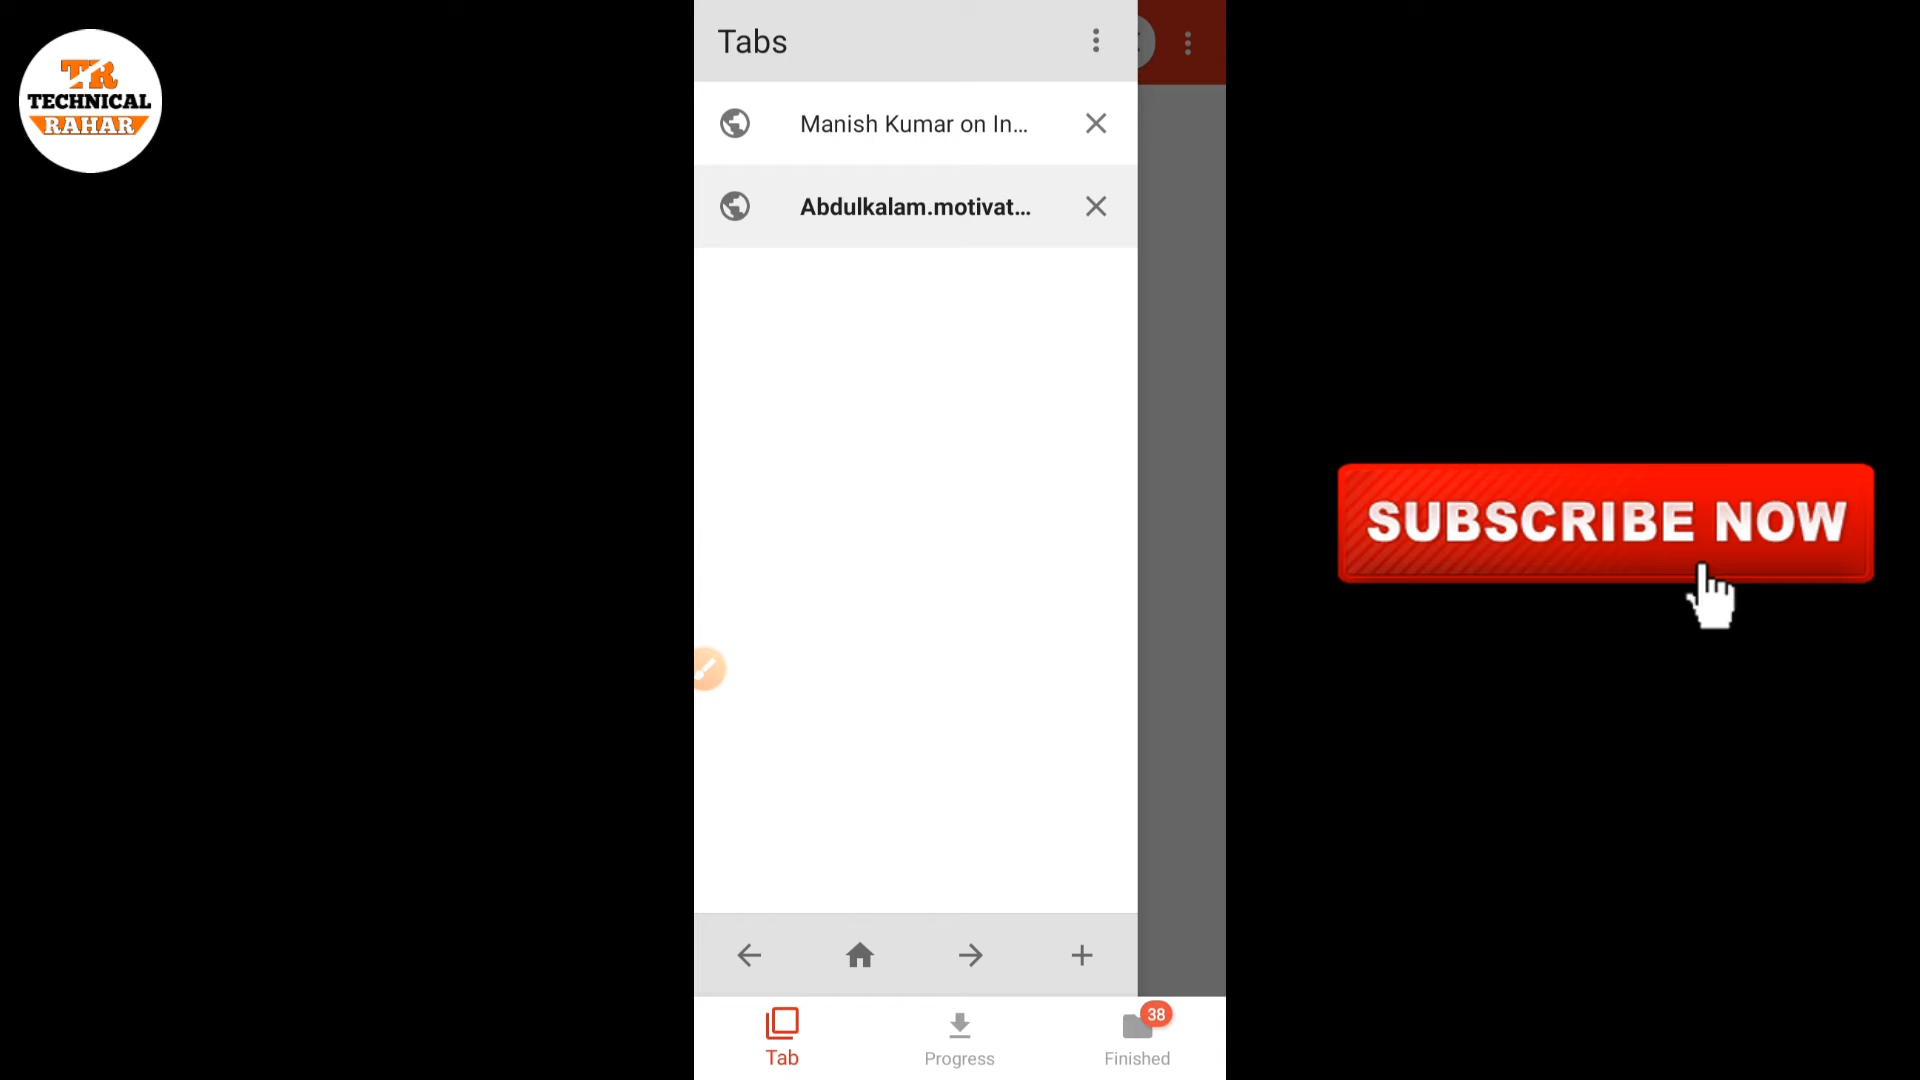 TR
TECHNICAL
RAHAR
Tabs
Manish Kumar on In...
Abdulkalam.motivat...
SUBSCRIBE NOW
38
Tab
Progress
Finished